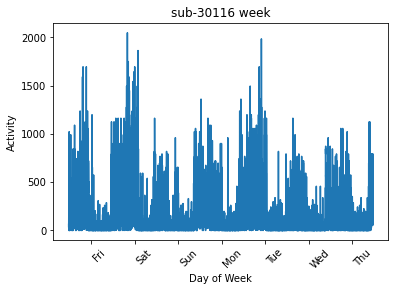 sub-30116 week
2000
1500
1000
500
0
Activity
Fri
Sat
Sun
Mon
Tue
Wed
Thu
Day of Week